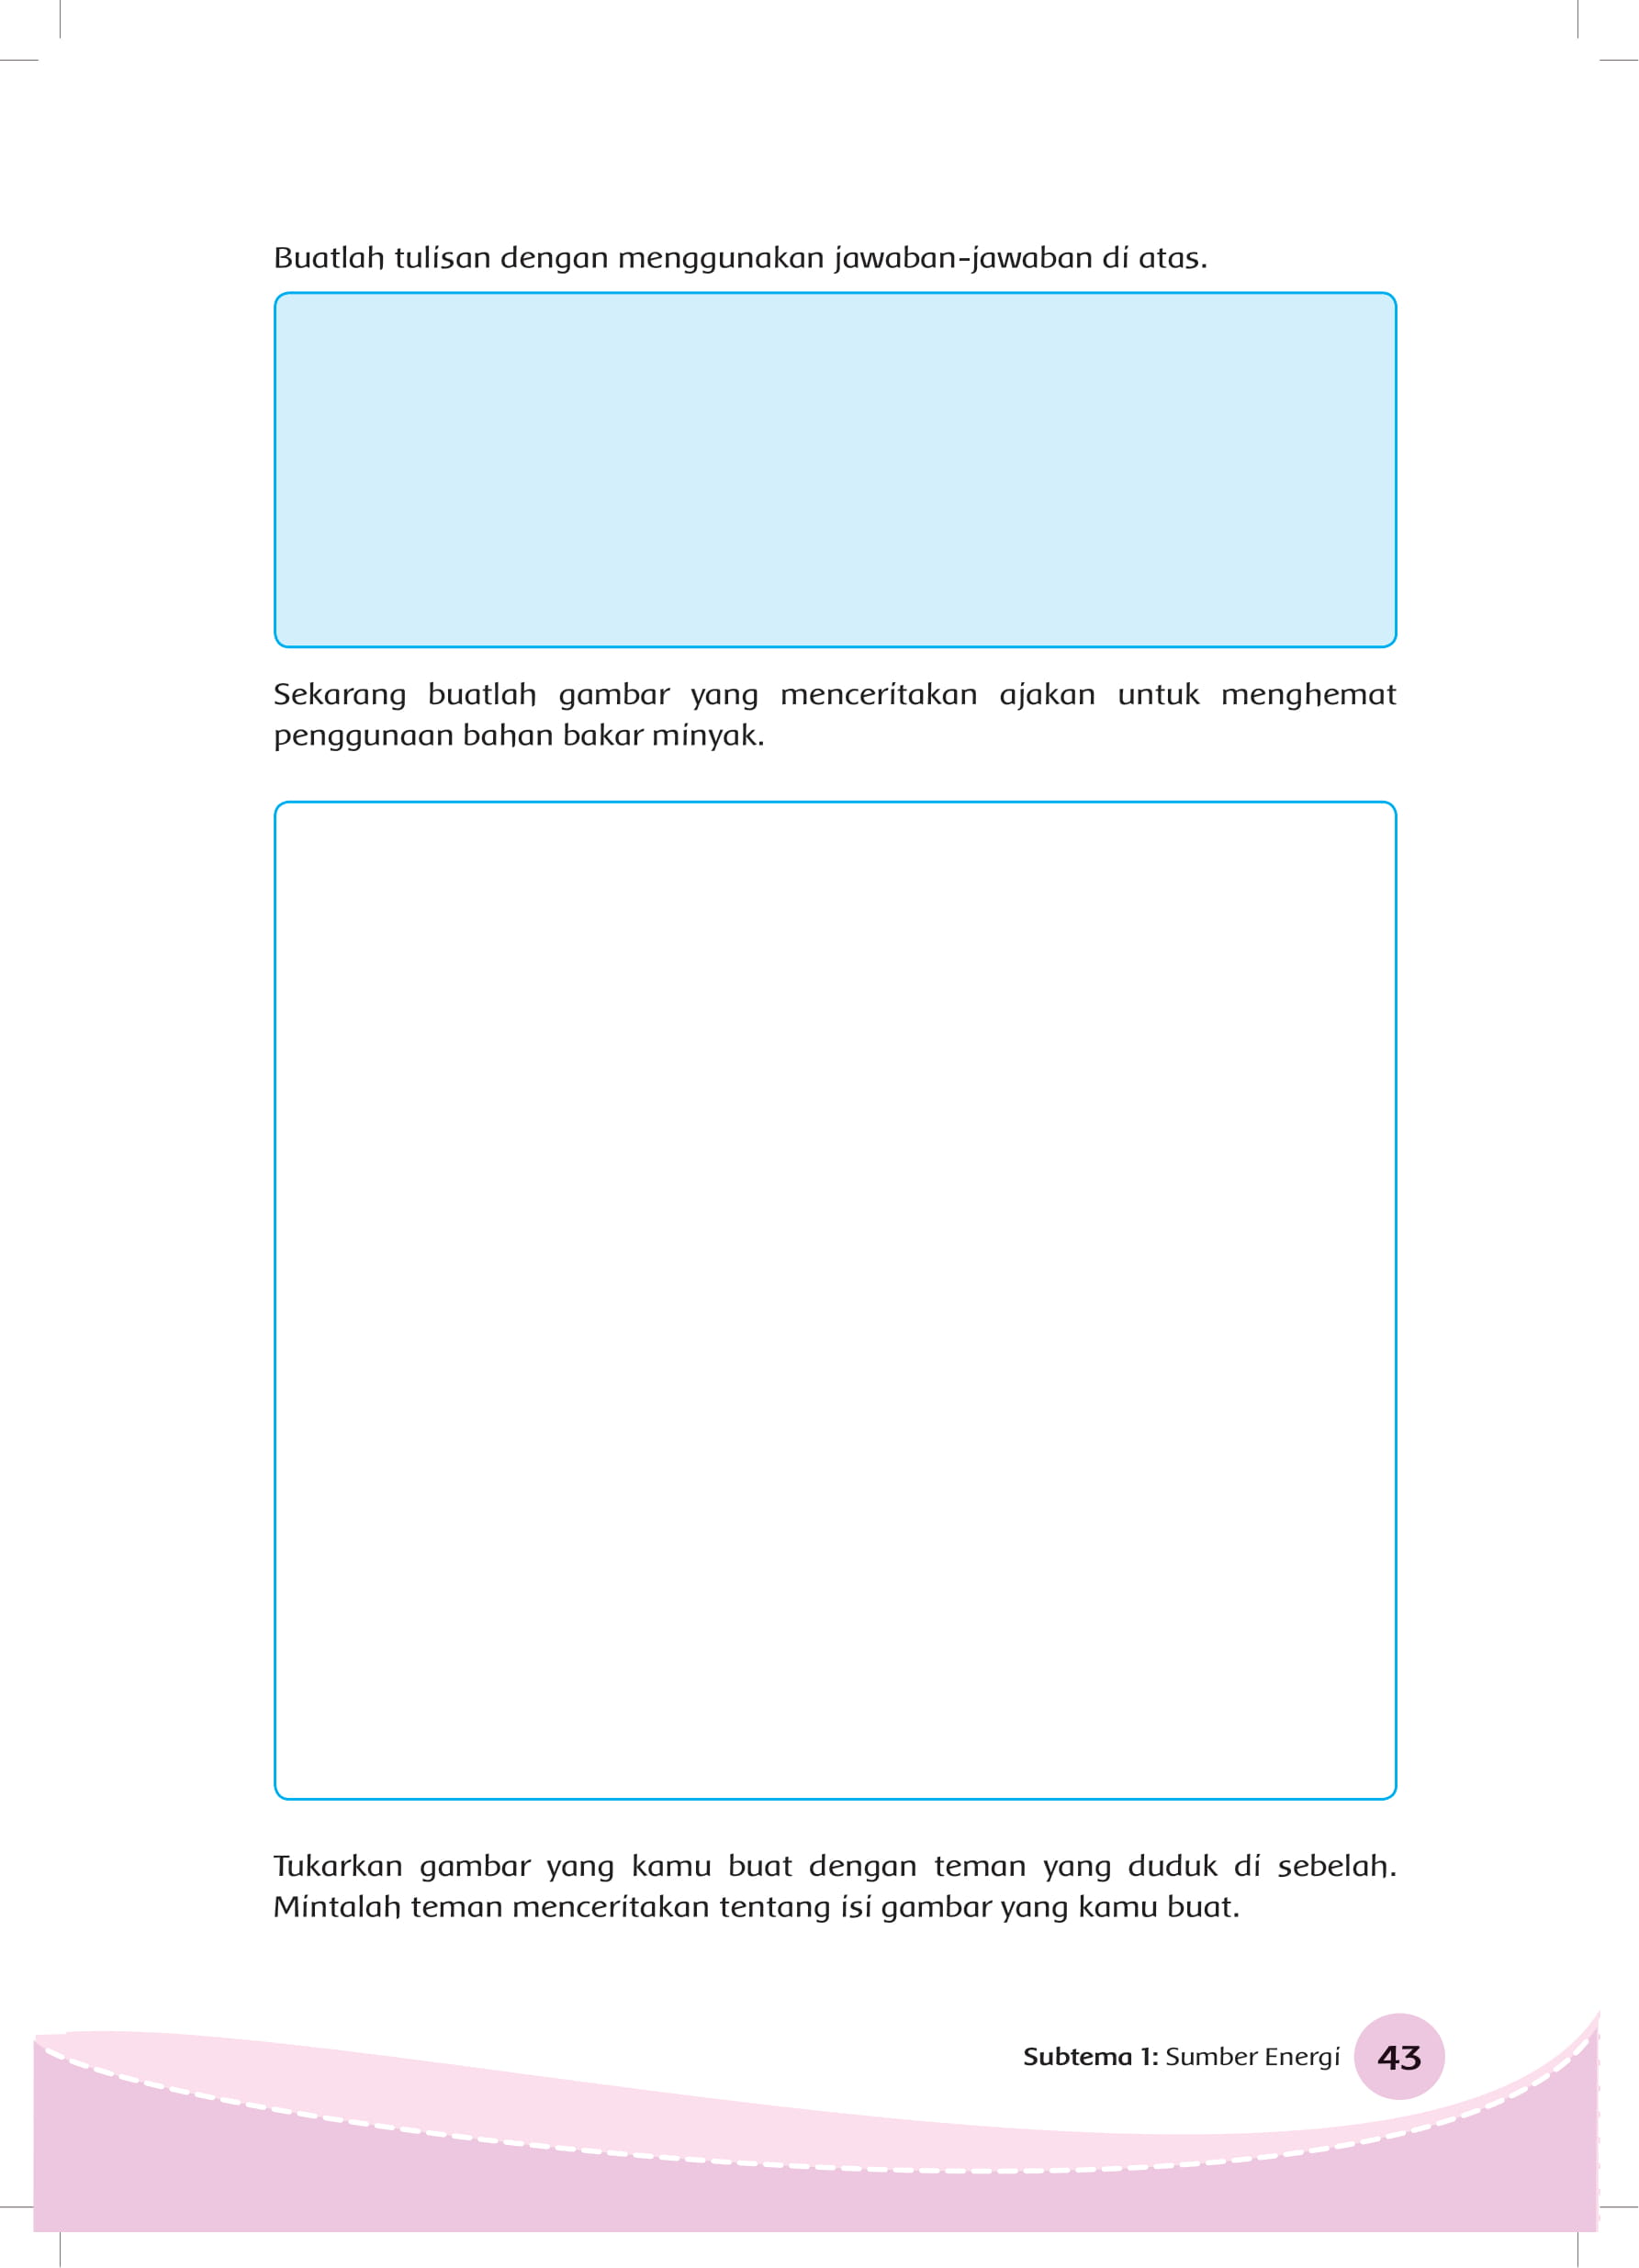 Buatlah tulisan dengan menggunakan jawaban-jawaban di atas.
Sekarang buatlah gambar yang menceritakan ajakan untuk menghemat
penggunaan bahan bakar minyak.
Tukarkan gambar yang kamu buat dengan teman yang duduk di sebelah.
Mintalah teman menceritakan tentang isi gambar yang kamu buat.
Subtema 1: Sumber Energi 43